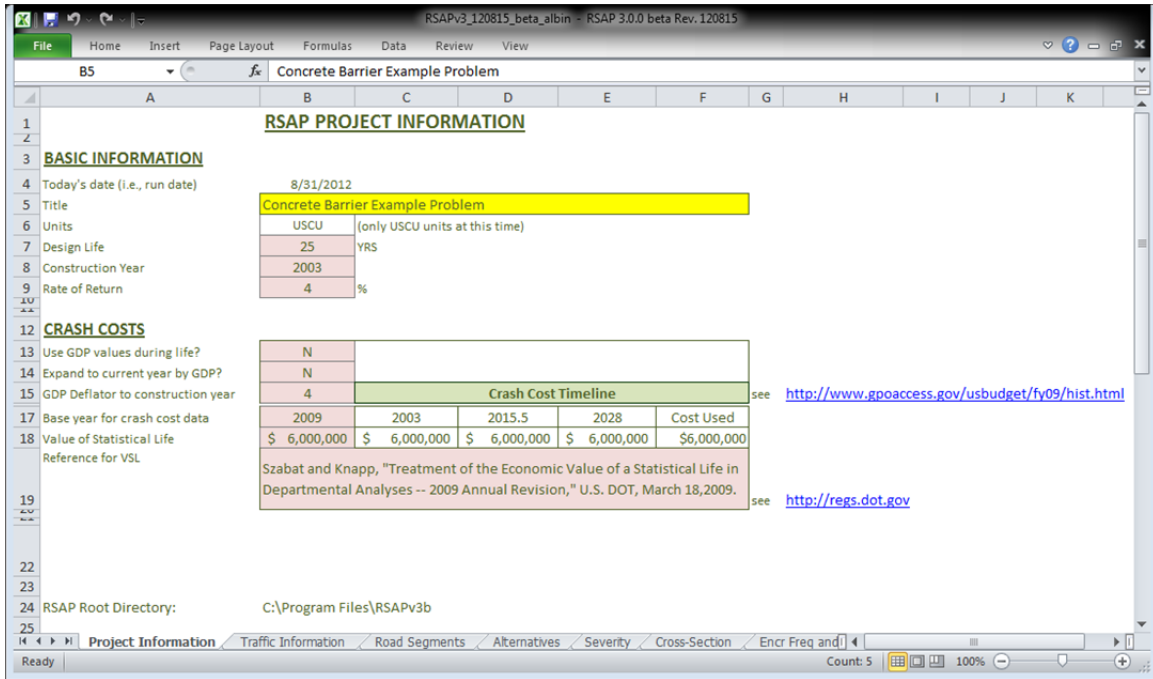 RSAPv3_120815_beta_albin - RSAP 3.0.0 beta Rev. 120815
File Home Insert Page Layout Formulas Data Review View
B5 fx Concrete Barrier Example Problem
A B C D E F G H I J K
1 RSAP PROJECT INFORMATION
2
3 BASIC INFORMATION
4 Today's date (i.e., run date) 8/31/2012
5 Title Concrete Barrier Example Problem
6 Units USCU (only USCU units at this time)
7 Design Life 25 YRS
8 Construction Year 2003
9 Rate of Return 4 %
12 CRASH COSTS
13 Use GDP values during life? N
14 Expand to current year by GDP? N
15 GDP Deflator to construction year 4 Crash Cost Timeline see http://www.gpoaccess.gov/usbudget/fy09/hist.html
17 Base year for crash cost data 2009 2003 2015.5 2028 Cost Used
18 Value of Statistical Life $ 6,000,000 $ 6,000,000 $ 6,000,000 $ 6,000,000 $6,000,000
Reference for VSL
Szabat and Knapp, "Treatment of the Economic Value of a Statistical Life in
Departmental Analyses -- 2009 Annual Revision," U.S. DOT, March 18,2009.
19 see http://regs.dot.gov
22
23
24 RSAP Root Directory: C:\Program Files\RSAPv3b
25
Project Information Traffic Information Road Segments Alternatives Severity Cross-Section Encr Freq and
Ready Count: 5 100%